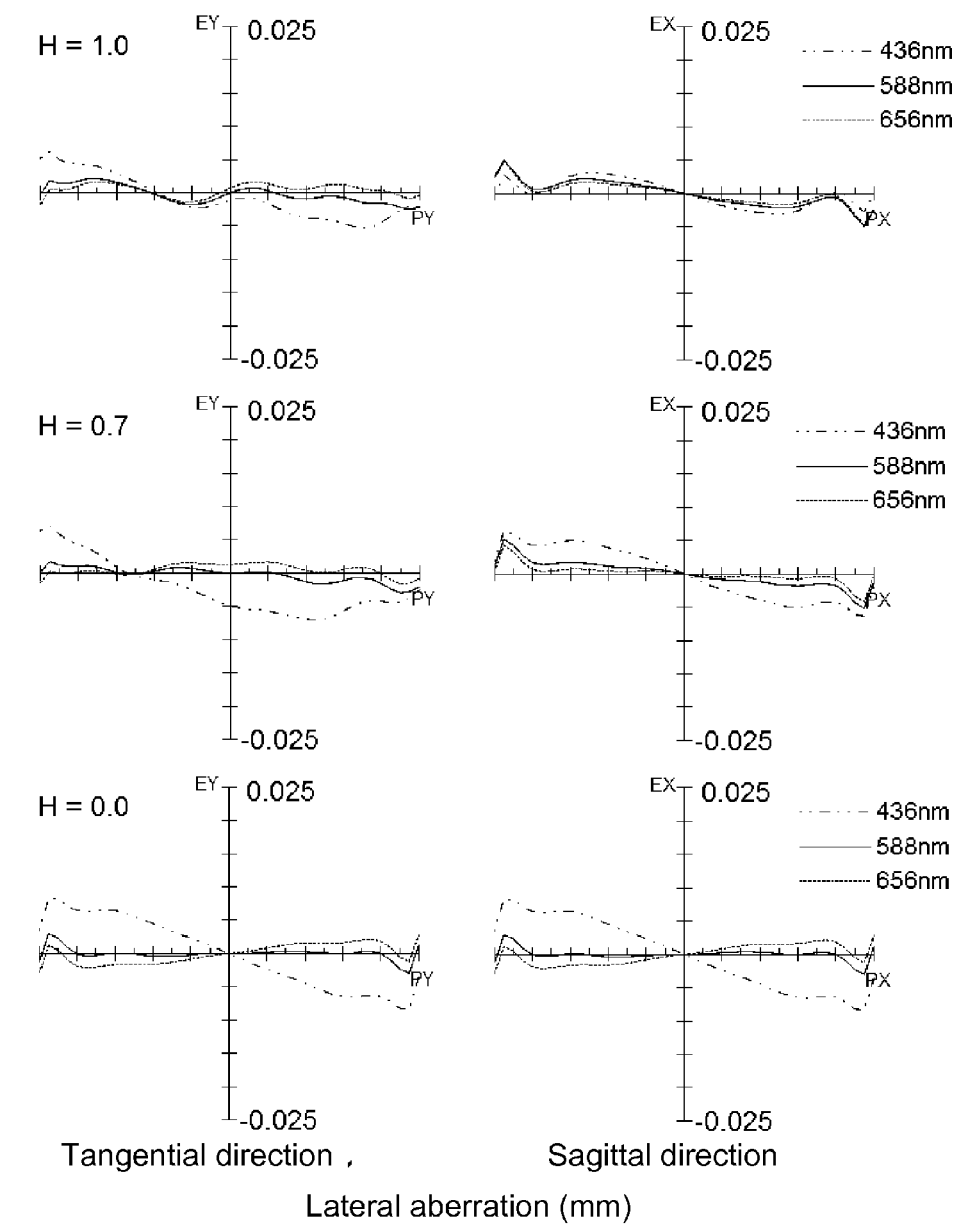 EY 0.025 EX 0.025
H = 1.0
436nm
588nm
656nm
PY PX
-0.025 -0.025
EY 0.025 EX 0.025
H = 0.7
436nm
588nm
656nm
PY PX
-0.025 -0.025
EY 0.025 EX 0.025
H = 0.0
436nm
588nm
656nm
PY PX
-0.025 -0.025
Tangential direction , Sagittal direction
Lateral aberration (mm)